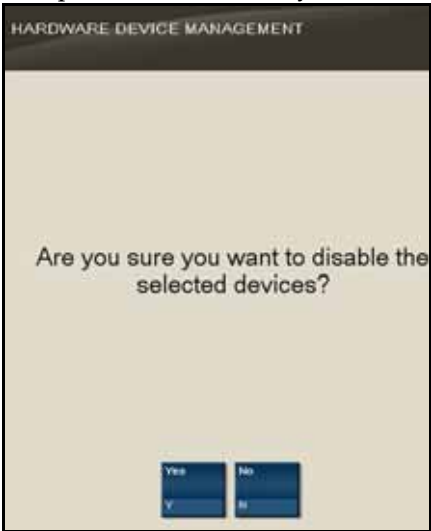 HARDWARE DEVICE MANAGEMENT
Are you sure you want to disable the
selected devices?
Yes No
Y N